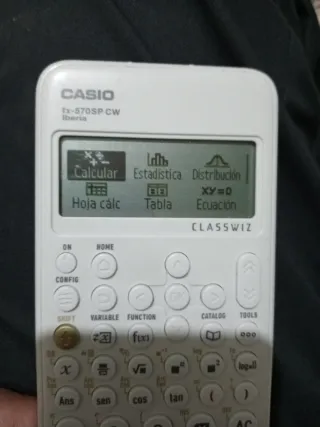 CASIO
fx-570SP CW
Iberia
Calcular Estadística Distribución
XY=0
Hoja cálc Tabla Ecuación
CLASSWIZ
ON HOME
CONFIG
SHIFT VARIABLE FUNCTION CATALOG TOOLS
x f(x)
Ans sen cos tan ( )
AC